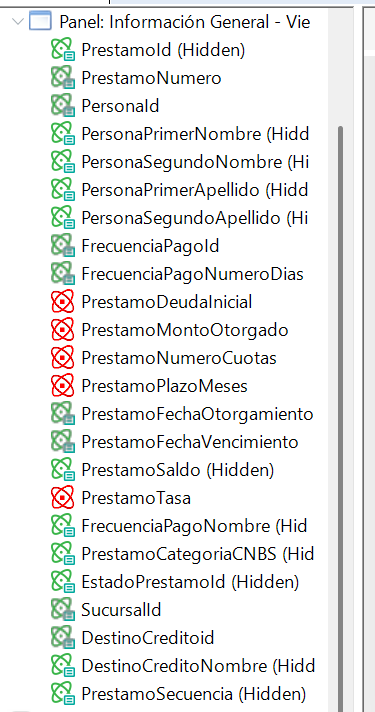 Panel: Información General - Vie
PrestamoId (Hidden)
PrestamoNumero
PersonaId
PersonaPrimerNombre (Hidd
PersonaSegundoNombre (Hi
PersonaPrimerApellido (Hidd
PersonaSegundoApellido (Hi
FrecuenciaPagoId
FrecuenciaPagoNumeroDias
PrestamoDeudaInicial
PrestamoMontoOtorgado
PrestamoNumeroCuotas
PrestamoPlazoMeses
PrestamoFechaOtorgamiento
PrestamoFechaVencimiento
PrestamoSaldo (Hidden)
PrestamoTasa
FrecuenciaPagoNombre (Hid
PrestamoCategoriaCNBS (Hid
EstadoPrestamoId (Hidden)
SucursalId
DestinoCreditoid
DestinoCreditoNombre (Hidd
PrestamoSecuencia (Hidden)